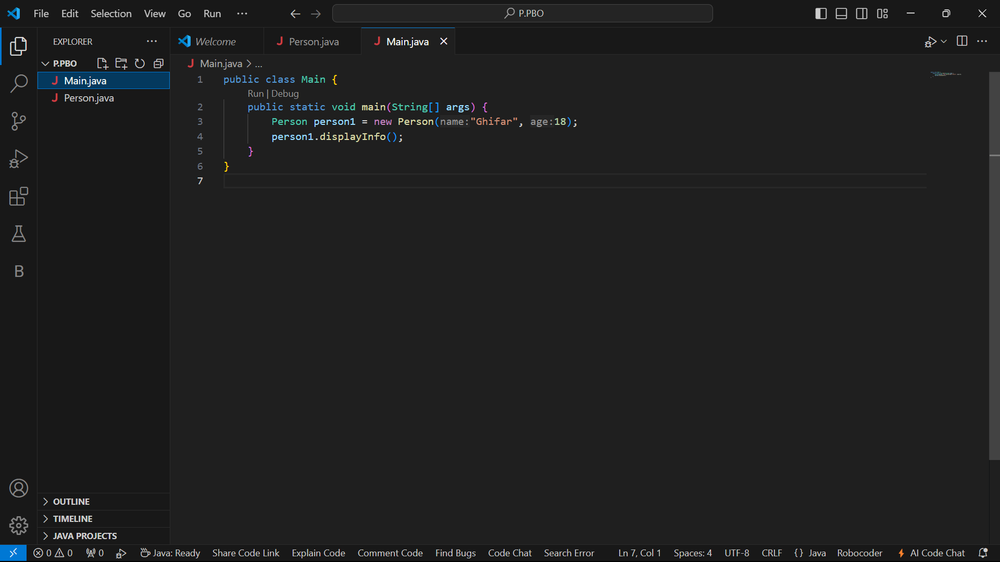 File Edit Selection View Go Run ··· P.PBO
EXPLORER ··· Welcome Person.java Main.java
P.PBO Main.java > ...
Main.java
Person.java
1 public class Main {
Run | Debug
2 public static void main(String[] args) {
3 Person person1 = new Person(name:"Ghifar", age:18);
4 person1.displayInfo();
5 }
6 }
7
B
OUTLINE
TIMELINE
JAVA PROJECTS
0 0 0 Java: Ready Share Code Link Explain Code Comment Code Find Bugs Code Chat Search Error Ln 7, Col 1 Spaces: 4 UTF-8 CRLF {} Java Robocoder AI Code Chat